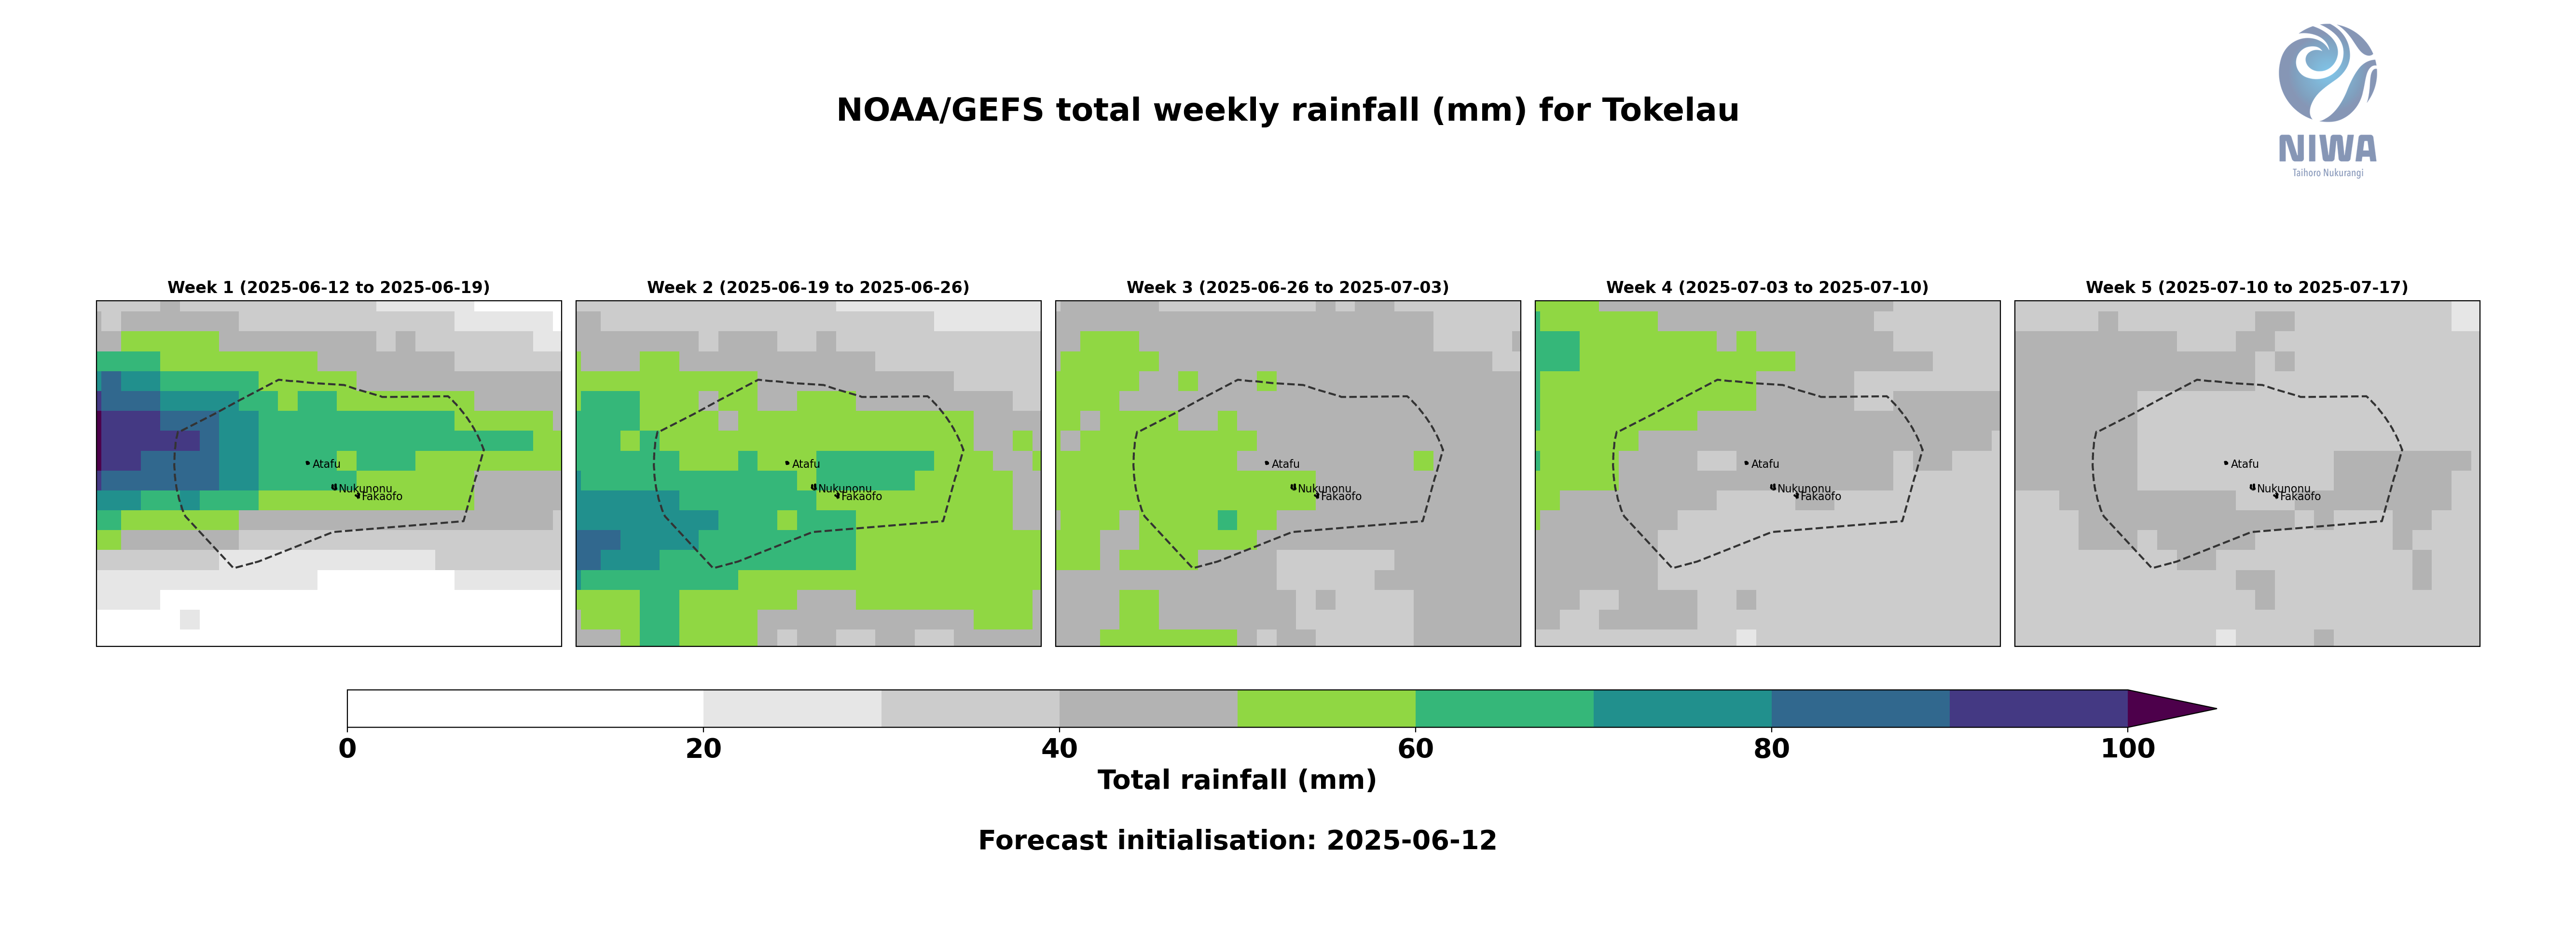 NOAA/GEFS total weekly rainfall (mm) for Tokelau
NIWA
Taihoro Nukurangi
Week 1 (2025-06-12 to 2025-06-19)
Week 2 (2025-06-19 to 2025-06-26)
Week 3 (2025-06-26 to 2025-07-03)
Week 4 (2025-07-03 to 2025-07-10)
Week 5 (2025-07-10 to 2025-07-17)
Atafu
Nukunonu
Fakaofo
Atafu
Nukunonu
Fakaofo
Atafu
Nukunonu
Fakaofo
Atafu
Nukunonu
Fakaofo
Atafu
Nukunonu
Fakaofo
0 20 40 60 80 100
Total rainfall (mm)
Forecast initialisation: 2025-06-12